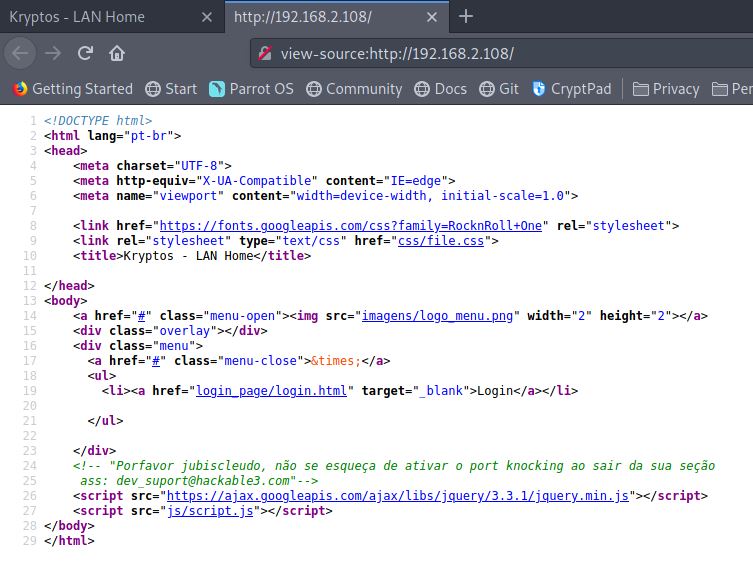 Kryptos - LAN Home
http://192.168.2.108/
view-source:http://192.168.2.108/
Getting Started Start Parrot OS Community Docs Git CryptPad Privacy Pe
1 <!DOCTYPE html>
2 <html lang="pt-br">
3 <head>
4 <meta charset="UTF-8">
5 <meta http-equiv="X-UA-Compatible" content="IE=edge">
6 <meta name="viewport" content="width=device-width, initial-scale=1.0">
7
8 <link href="https://fonts.googleapis.com/css?family=RocknRoll+One" rel="stylesheet">
9 <link rel="stylesheet" type="text/css" href="css/file.css">
10 <title>Kryptos - LAN Home</title>
11
12 </head>
13 <body>
14 <a href="#" class="menu-open"><img src="imagens/logo_menu.png" width="2" height="2"></a>
15 <div class="overlay"></div>
16 <div class="menu">
17 <a href="#" class="menu-close">&times;</a>
18 <ul>
19 <li><a href="login_page/login.html" target="_blank">Login</a></li>
20
21 </ul>
22
23 </div>
24 <!-- "Porfavor jubiscleudo, não se esqueça de ativar o port knocking ao sair da sua seção
25 ass: dev_suport@hackable3.com"-->
26 <script src="https://ajax.googleapis.com/ajax/libs/jquery/3.3.1/jquery.min.js"></script>
27 <script src="js/script.js"></script>
28 </body>
29 </html>